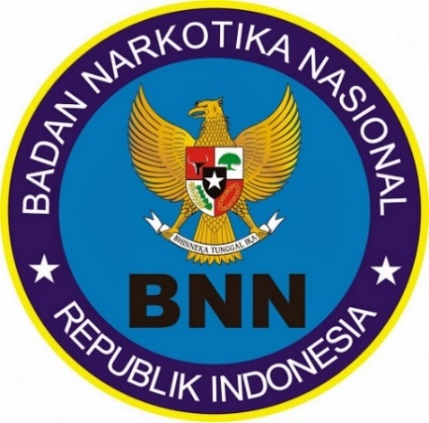 BADAN NARKOTIKA NASIONAL
BHINNEKA TUNGGAL IKA
BNN
REPUBLIK INDONESIA